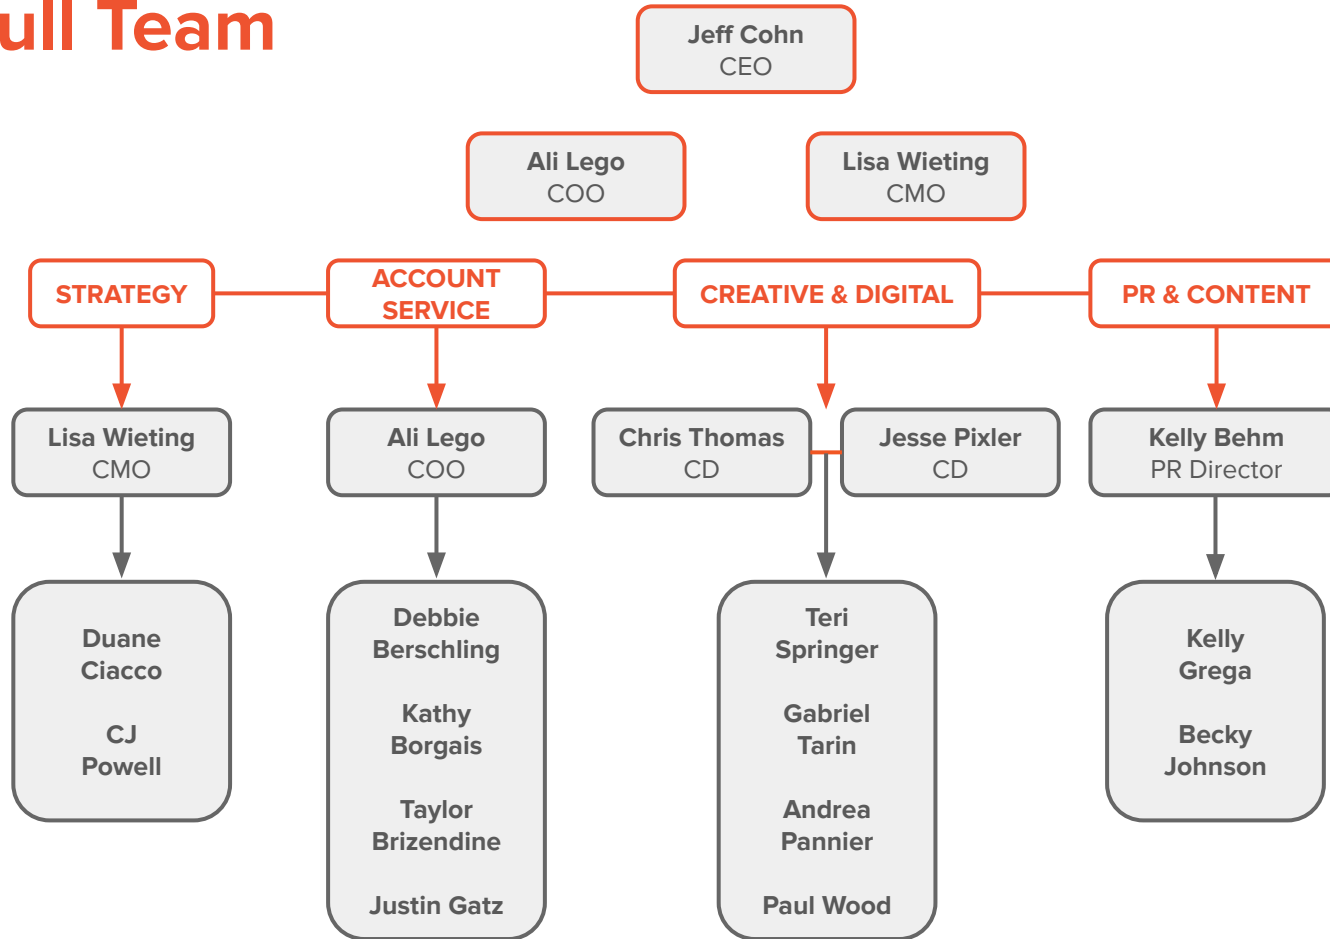 ull Team
Jeff Cohn
CEO
Ali Lego
COO
Lisa Wieting
CMO
STRATEGY
ACCOUNT
SERVICE
CREATIVE & DIGITAL
PR & CONTENT
Lisa Wieting
CMO
Ali Lego
COO
Chris Thomas
CD
Jesse Pixler
CD
Kelly Behm
PR Director
Duane
Ciacco
CJ
Powell
Debbie
Berschling
Kathy
Borgais
Taylor
Brizendine
Justin Gatz
Teri
Springer
Gabriel
Tarin
Andrea
Pannier
Paul Wood
Kelly
Grega
Becky
Johnson